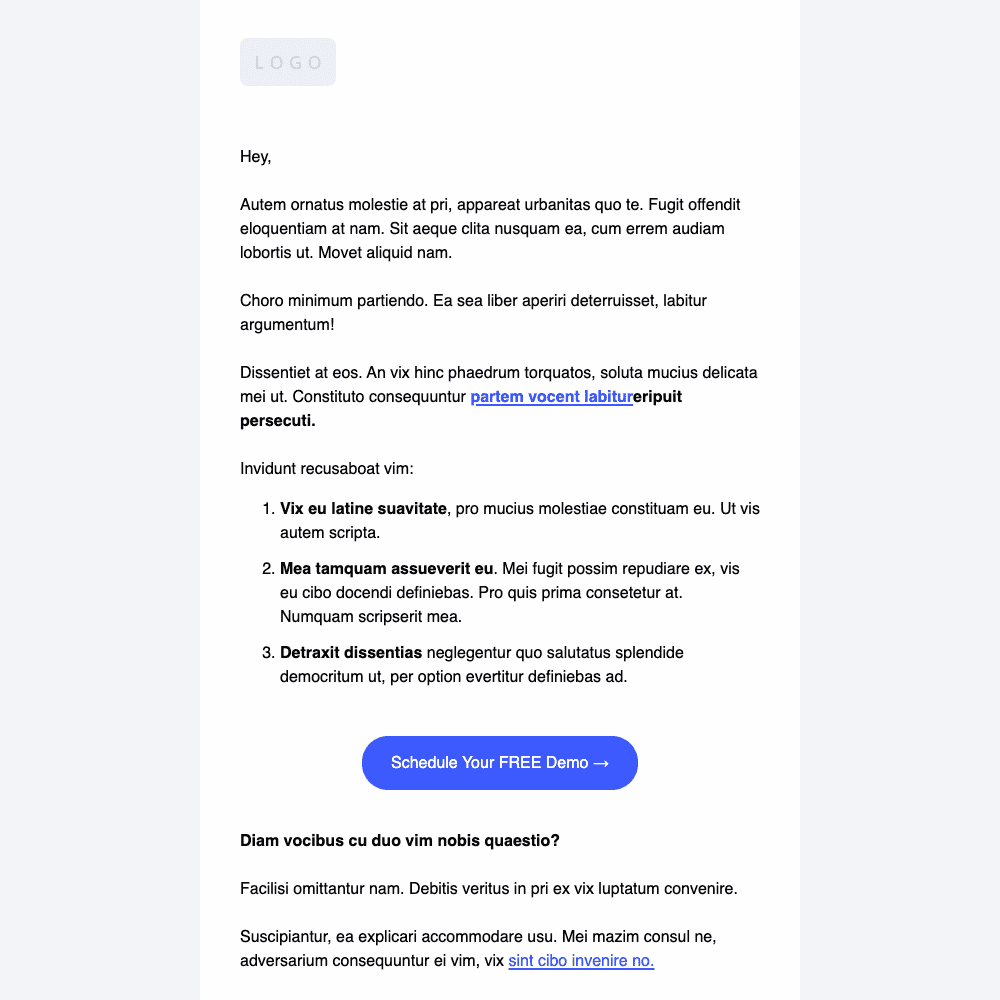 LOGO
Hey,
Autem ornatus molestie at pri, appareat urbanitas quo te. Fugit offendit
eloquentiam at nam. Sit aeque clita nusquam ea, cum errem audiam
lobortis ut. Movet aliquid nam.
Choro minimum partiendo. Ea sea liber aperiri deterruisset, labitur
argumentum!
Dissentiet at eos. An vix hinc phaedrum torquatos, soluta mucius delicata
mei ut. Constituto consequuntur partem vocent labitureripuit
persecuti.
Invidunt recusaboat vim:
1. Vix eu latine suavitate, pro mucius molestiae constituam eu. Ut vis
autem scripta.
2. Mea tamquam assueverit eu. Mei fugit possim repudiare ex, vis
eu cibo docendi definiebas. Pro quis prima consetetur at.
Numquam scripserit mea.
3. Detraxit dissentias neglegentur quo salutatus splendide
democritum ut, per option evertitur definiebas ad.
Schedule Your FREE Demo →
Diam vocibus cu duo vim nobis quaestio?
Facilisi omittantur nam. Debitis veritus in pri ex vix luptatum convenire.
Suscipiantur, ea explicari accommodare usu. Mei mazim consul ne,
adversarium consequuntur ei vim, vix sint cibo invenire no.